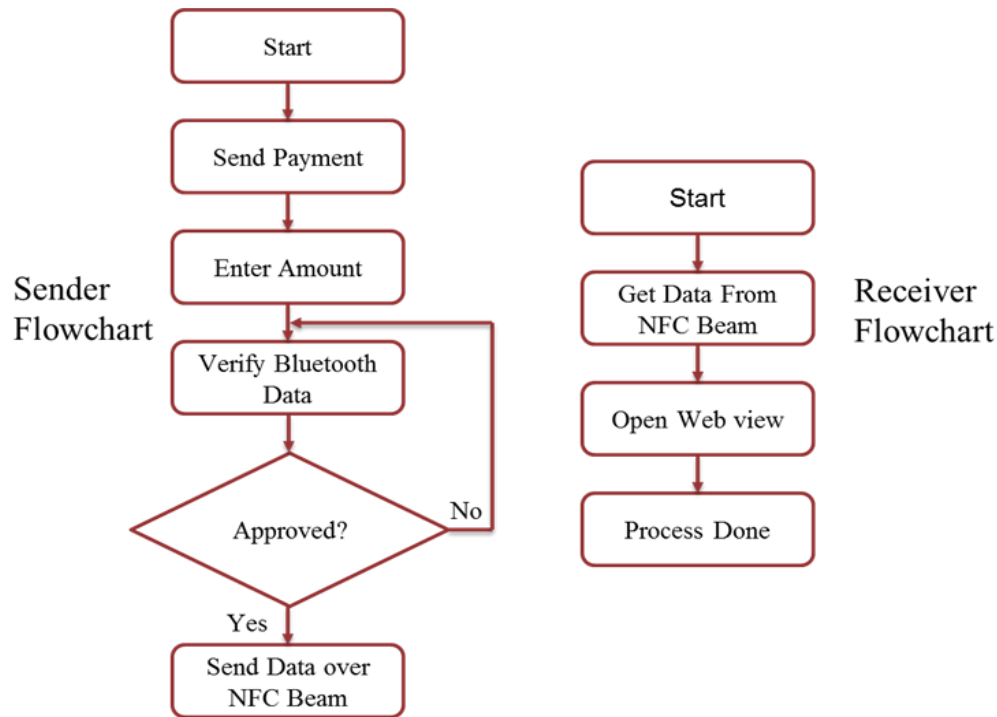 Sender
Flowchart
Start
Send Payment
Enter Amount
Verify Bluetooth
Data
Approved?
No
Yes
Send Data over
NFC Beam
Receiver
Flowchart
Start
Get Data From
NFC Beam
Open Web view
Process Done